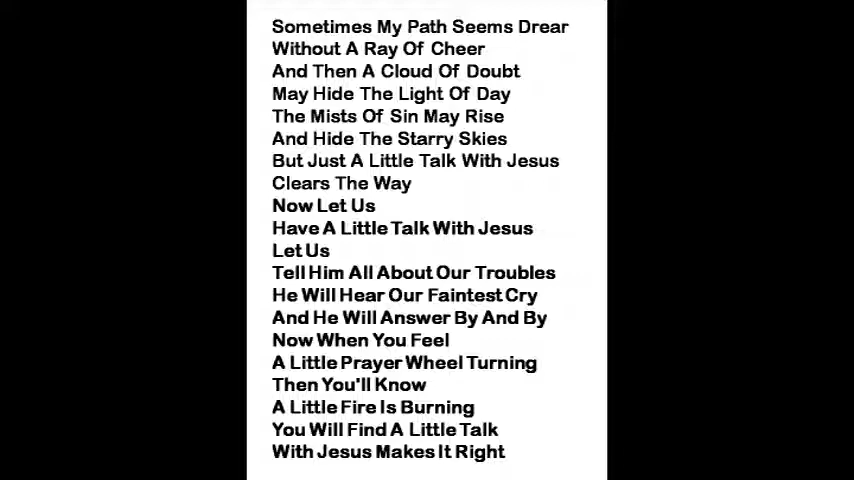 Sometimes My Path Seems Drear
Without A Ray Of Cheer
And Then A Cloud Of Doubt
May Hide The Light Of Day
The Mists Of Sin May Rise
And Hide The Starry Skies
But Just A Little Talk With Jesus
Clears The Way
Now Let Us
Have A Little Talk With Jesus
Let Us
Tell Him All About Our Troubles
He Will Hear Our Faintest Cry
And He Will Answer By And By
Now When You Feel
A Little Prayer Wheel Turning
Then You'll Know
A Little Fire Is Burning
You Will Find A Little Talk
With Jesus Makes It Right